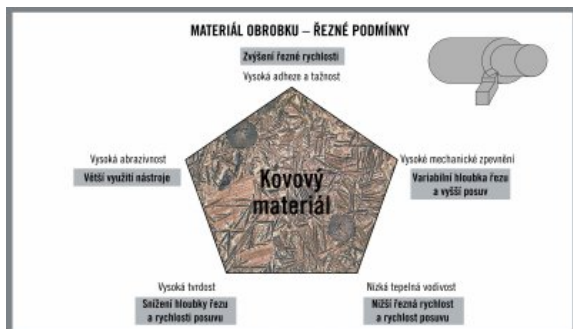 MATERIÁL OBROBKU – ŘEZNÉ PODMÍNKY
Zvýšení řezné rychlosti
Vysoká adheze a tažnost
Vysoká abrazivnost
Větší využití nástroje
Vysoké mechanické zpevnění
Variabilní hloubka řezu
a vyšší posuv
Kovový
materiál
Vysoká tvrdost
Snížení hloubky řezu
a rychlosti posuvu
Nízká tepelná vodivost
Nižší řezná rychlost
a rychlost posuvu